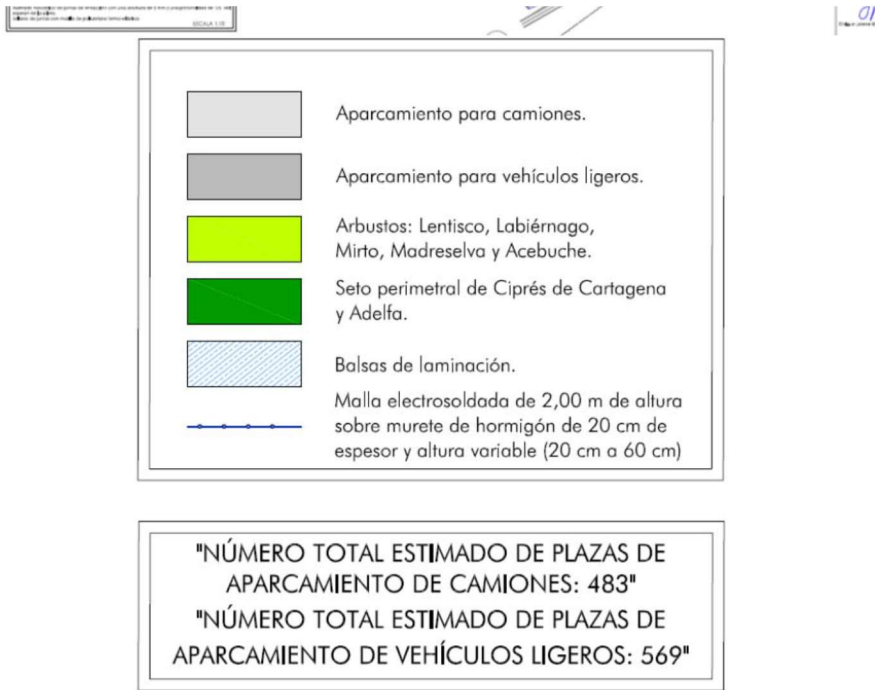 ESCALA 1:10
Aparcamiento para camiones.
Aparcamiento para vehículos ligeros.
Arbustos: Lentisco, Labiérnago,
Mirto, Madreselva y Acebuche.
Seto perimetral de Ciprés de Cartagena
y Adelfa.
Balsas de laminación.
Malla electrosoldada de 2,00 m de altura
sobre murete de hormigón de 20 cm de
espesor y altura variable (20 cm a 60 cm)
"NÚMERO TOTAL ESTIMADO DE PLAZAS DE
APARCAMIENTO DE CAMIONES: 483"
"NÚMERO TOTAL ESTIMADO DE PLAZAS DE
APARCAMIENTO DE VEHÍCULOS LIGEROS: 569"